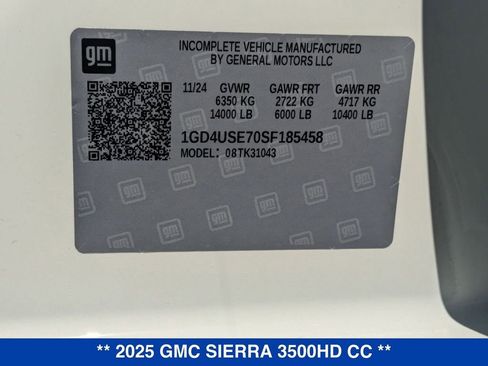 gm
INCOMPLETE VEHICLE MANUFACTURED
BY GENERAL MOTORS LLC
11/24 GVWR GAWR FRT GAWR RR
6350 KG 2722 KG 4717 KG
14000 LB 6000 LB 10400 LB
1GD4USE70SF185458
MODEL: 08TK31043
** 2025 GMC SIERRA 3500HD CC **